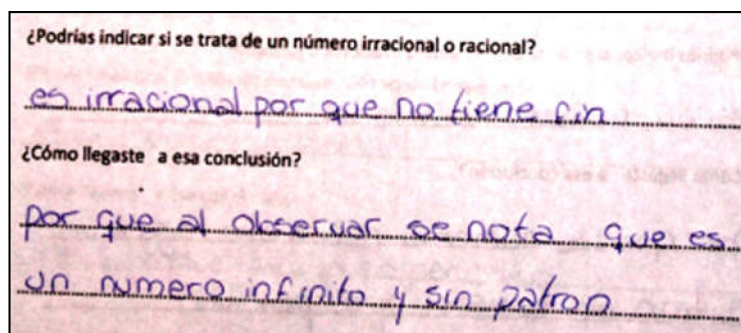 ¿Podrías indicar si se trata de un número irracional o racional?
es irracional por que no tiene fin
¿Cómo llegaste a esa conclusión?
por que al observar se nota que es
un numero infinito y sin patron